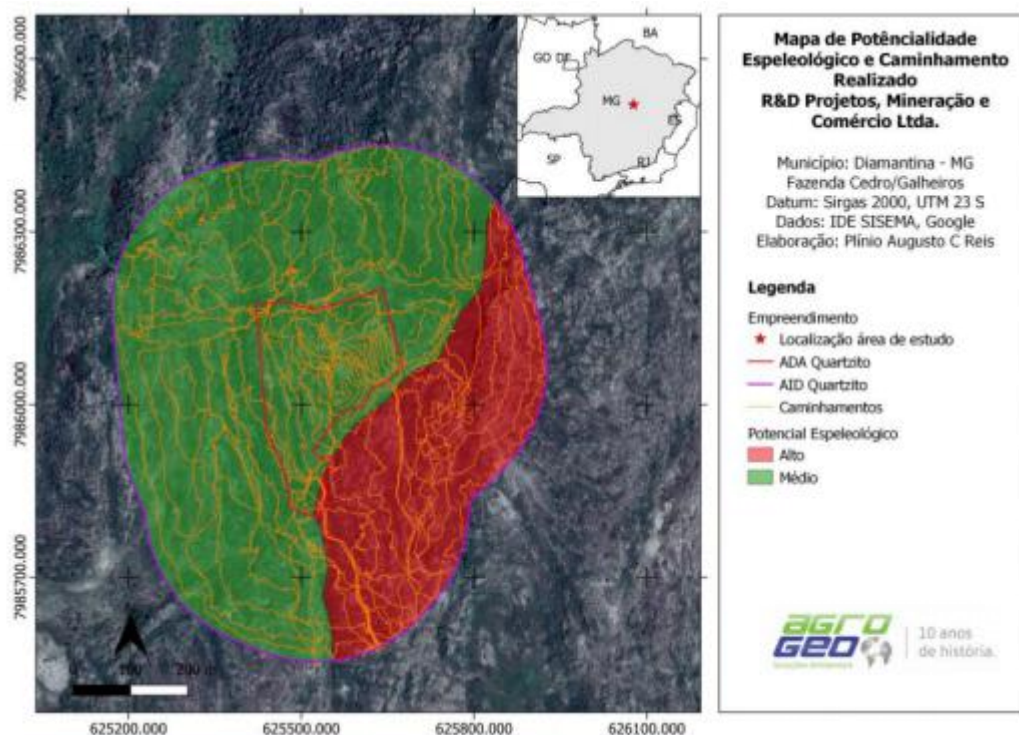 Mapa de Potêncialidade
Espeleológico e Caminhamento
Realizado
R&D Projetos, Mineração e
Comércio Ltda.
Município: Diamantina - MG
Fazenda Cedro/Galheiros
Datum: Sirgas 2000, UTM 23 S
Dados: IDE SISEMA, Google
Elaboração: Plínio Augusto C Reis
Legenda
Empreendimento
Localização área de estudo
ADA Quartzito
AID Quartzito
Caminhamentos
Potencial Espeleológico
Alto
Médio
AGRO
GEO
10 anos
de história.
BA
GO DF
MG
ES
SP
RJ
7986600.000
7986300.000
7986000.000
7985700.000
0 100 200 m
625200.000 625500.000 625800.000 626100.000